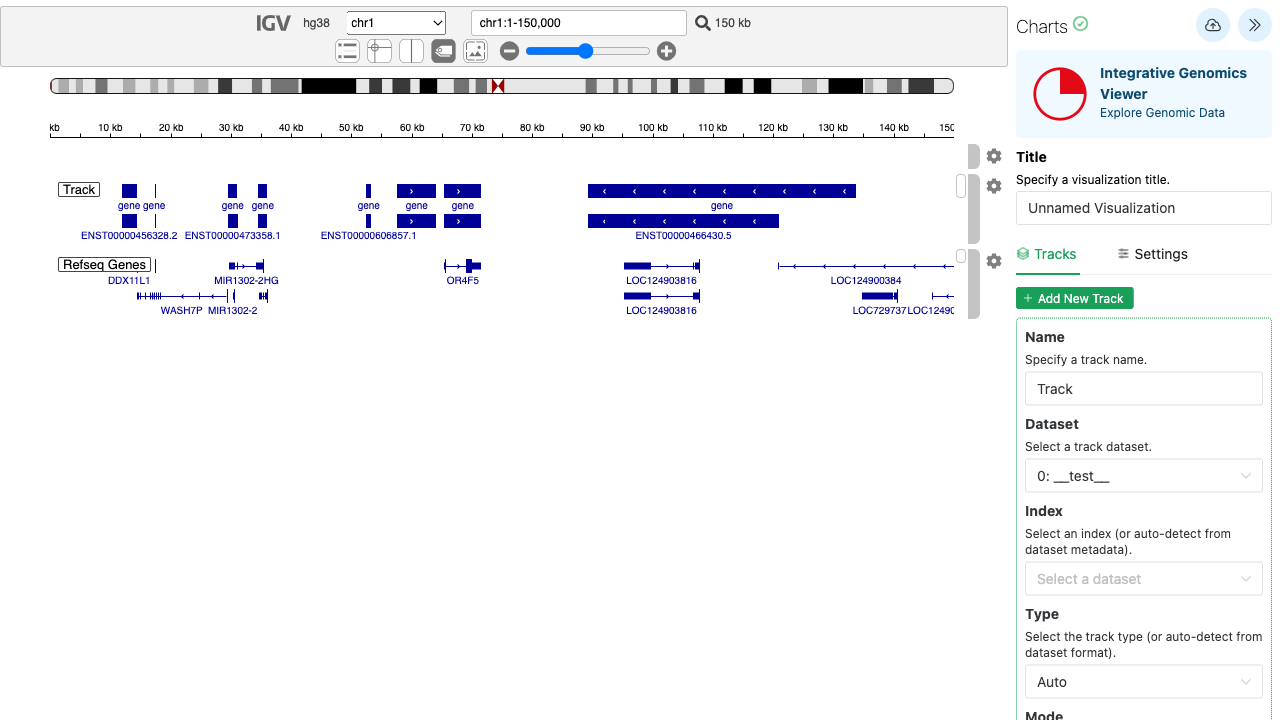 IGV hg38 chr1 chr1:1-150,000 150 kb
kb 10 kb 20 kb 30 kb 40 kb 50 kb 60 kb 70 kb 80 kb 90 kb 100 kb 110 kb 120 kb 130 kb 140 kb 150
Track
gene gene gene gene gene gene gene gene
ENST00000456328.2 ENST00000473358.1 ENST00000606857.1 ENST00000466430.5
Refseq Genes
DDX11L1 MIR1302-2HG OR4F5 LOC124903816 LOC124900384
WASH7P MIR1302-2 LOC124903816 LOC729737 LOC12490
Charts
Integrative Genomics
Viewer
Explore Genomic Data
Title
Specify a visualization title.
Unnamed Visualization
Tracks Settings
+ Add New Track
Name
Specify a track name.
Track
Dataset
Select a track dataset.
0: __test__
Index
Select an index (or auto-detect from
dataset metadata).
Select a dataset
Type
Select the track type (or auto-detect from
dataset format).
Auto
Mode